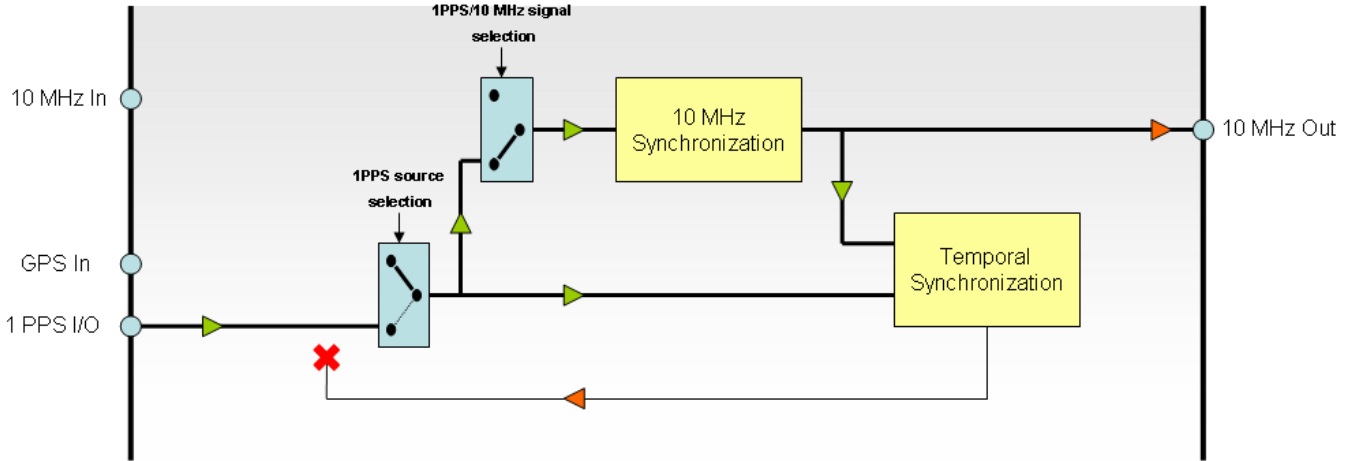 1PPS/10 MHz signal
selection
10 MHz In
10 MHz
Synchronization
10 MHz Out
1PPS source
selection
GPS In
Temporal
Synchronization
1 PPS I/O